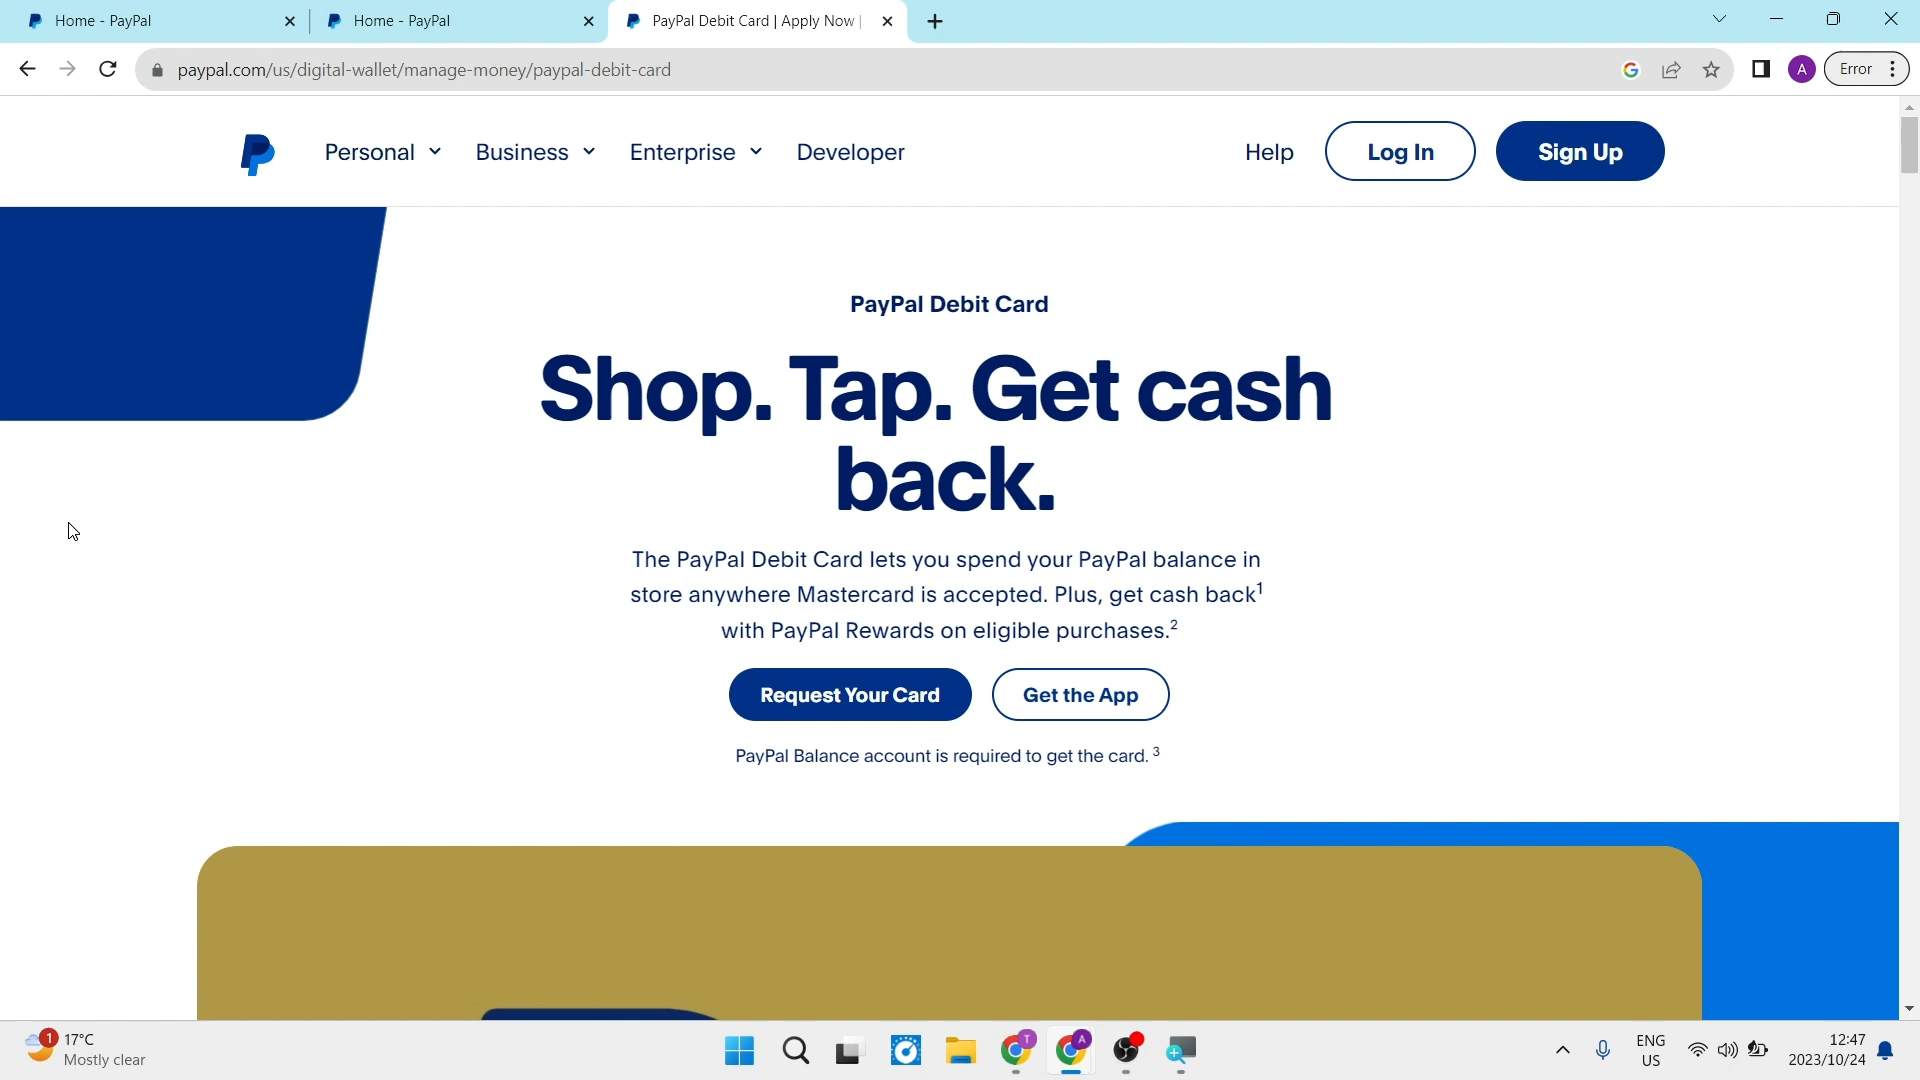 Home - PayPal
Home - PayPal
PayPal Debit Card | Apply Now |
paypal.com/us/digital-wallet/manage-money/paypal-debit-card
A
Error
Personal
Business
Enterprise
Developer
Help
Log In
Sign Up
PayPal Debit Card
Shop. Tap. Get cash
back.
The PayPal Debit Card lets you spend your PayPal balance in
store anywhere Mastercard is accepted. Plus, get cash back¹
with PayPal Rewards on eligible purchases.²
Request Your Card
Get the App
PayPal Balance account is required to get the card. ³
1
17°C
Mostly clear
T
A
ENG
US
12:47
2023/10/24